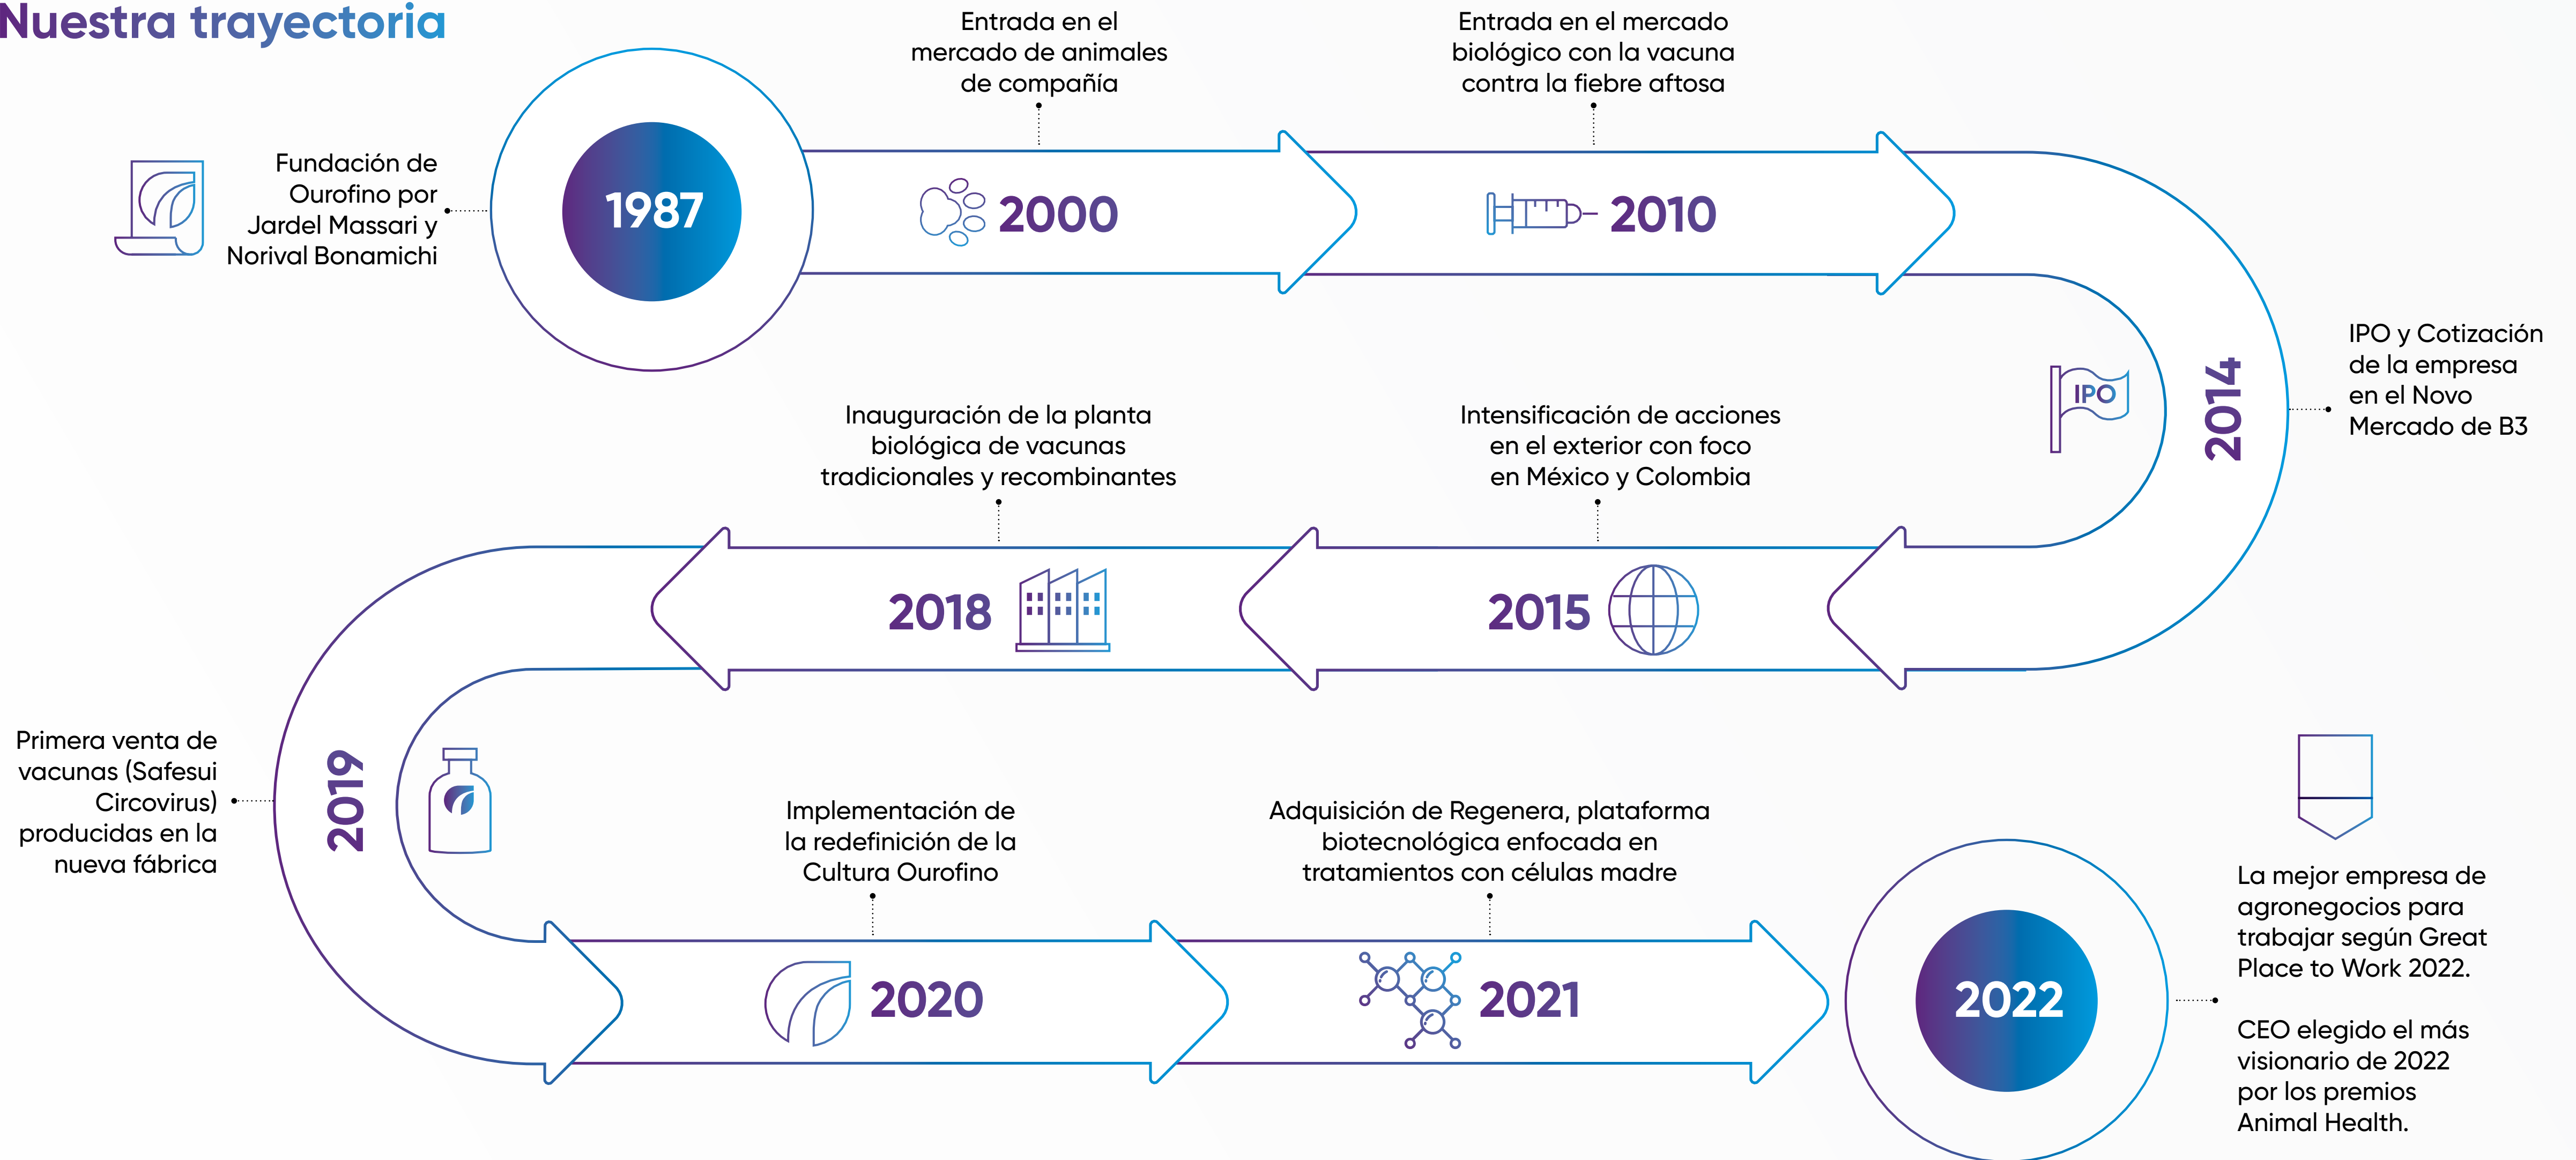 Nuestra trayectoria
Fundación de
Ourofino por
Jardel Massari y
Norival Bonamichi
1987
Entrada en el
mercado de animales
de compañía
2000
Entrada en el mercado
biológico con la vacuna
contra la fiebre aftosa
2010
IPO
2014
IPO y Cotización
de la empresa
en el Novo
Mercado de B3
Intensificación de acciones
en el exterior con foco
en México y Colombia
2015
Inauguración de la planta
biológica de vacunas
tradicionales y recombinantes
2018
Primera venta de
vacunas (Safesui
Circovirus)
producidas en la
nueva fábrica
2019
Implementación de
la redefinición de la
Cultura Ourofino
2020
Adquisición de Regenera, plataforma
biotecnológica enfocada en
tratamientos con células madre
2021
2022
La mejor empresa de
agronegocios para
trabajar según Great
Place to Work 2022.
CEO elegido el más
visionario de 2022
por los premios
Animal Health.